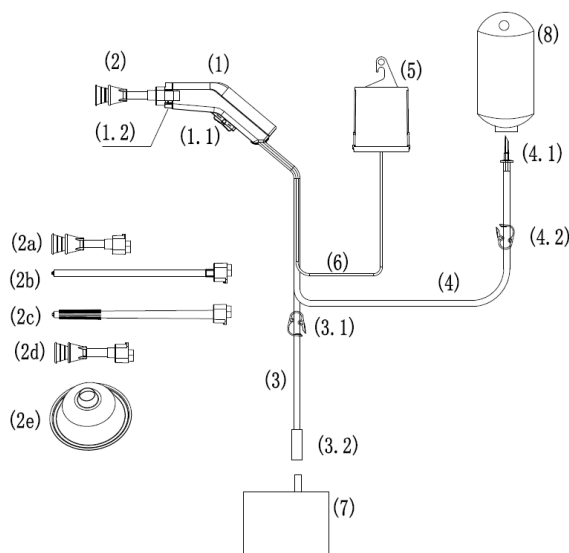 (2)
(1)
(5)
(8)
(1.2)
(1.1)
(4.1)
(4.2)
(2a)
(6)
(2b)
(4)
(2c)
(3.1)
(2d)
(3)
(2e)
(3.2)
(7)